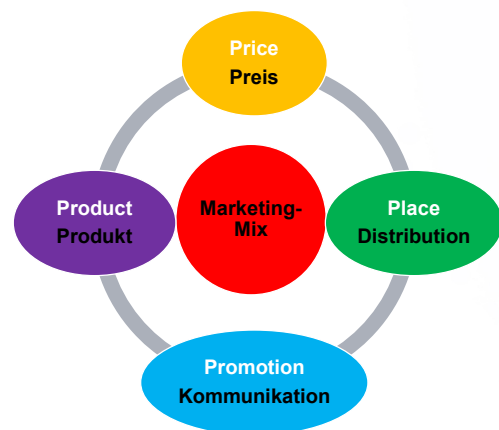 Price
Preis
Product
Produkt
Marketing-
Mix
Place
Distribution
Promotion
Kommunikation